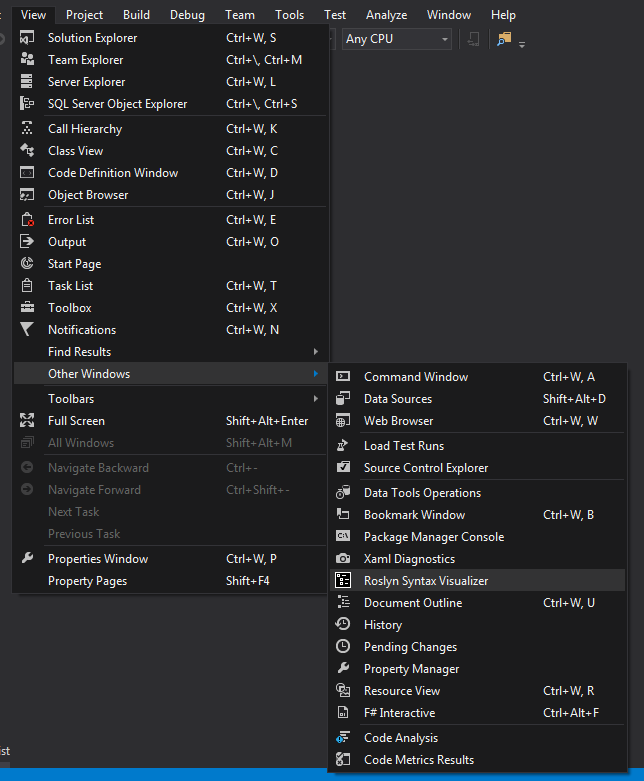 View Project Build Debug Team Tools Test Analyze Window Help
Any CPU
Solution Explorer Ctrl+W, S
Team Explorer Ctrl+\, Ctrl+M
Server Explorer Ctrl+W, L
SQL Server Object Explorer Ctrl+\, Ctrl+S
Call Hierarchy Ctrl+W, K
Class View Ctrl+W, C
Code Definition Window Ctrl+W, D
Object Browser Ctrl+W, J
Error List Ctrl+W, E
Output Ctrl+W, O
Start Page
Task List Ctrl+W, T
Toolbox Ctrl+W, X
Notifications Ctrl+W, N
Find Results
Other Windows
Toolbars
Full Screen Shift+Alt+Enter
All Windows Shift+Alt+M
Navigate Backward Ctrl+-
Navigate Forward Ctrl+Shift+-
Next Task
Previous Task
Properties Window Ctrl+W, P
Property Pages Shift+F4
Command Window Ctrl+W, A
Data Sources Shift+Alt+D
Web Browser Ctrl+W, W
Load Test Runs
Source Control Explorer
Data Tools Operations
Bookmark Window Ctrl+W, B
Package Manager Console
Xaml Diagnostics
Roslyn Syntax Visualizer
Document Outline Ctrl+W, U
History
Pending Changes
Property Manager
Resource View Ctrl+W, R
F# Interactive Ctrl+Alt+F
Code Analysis
Code Metrics Results
ist